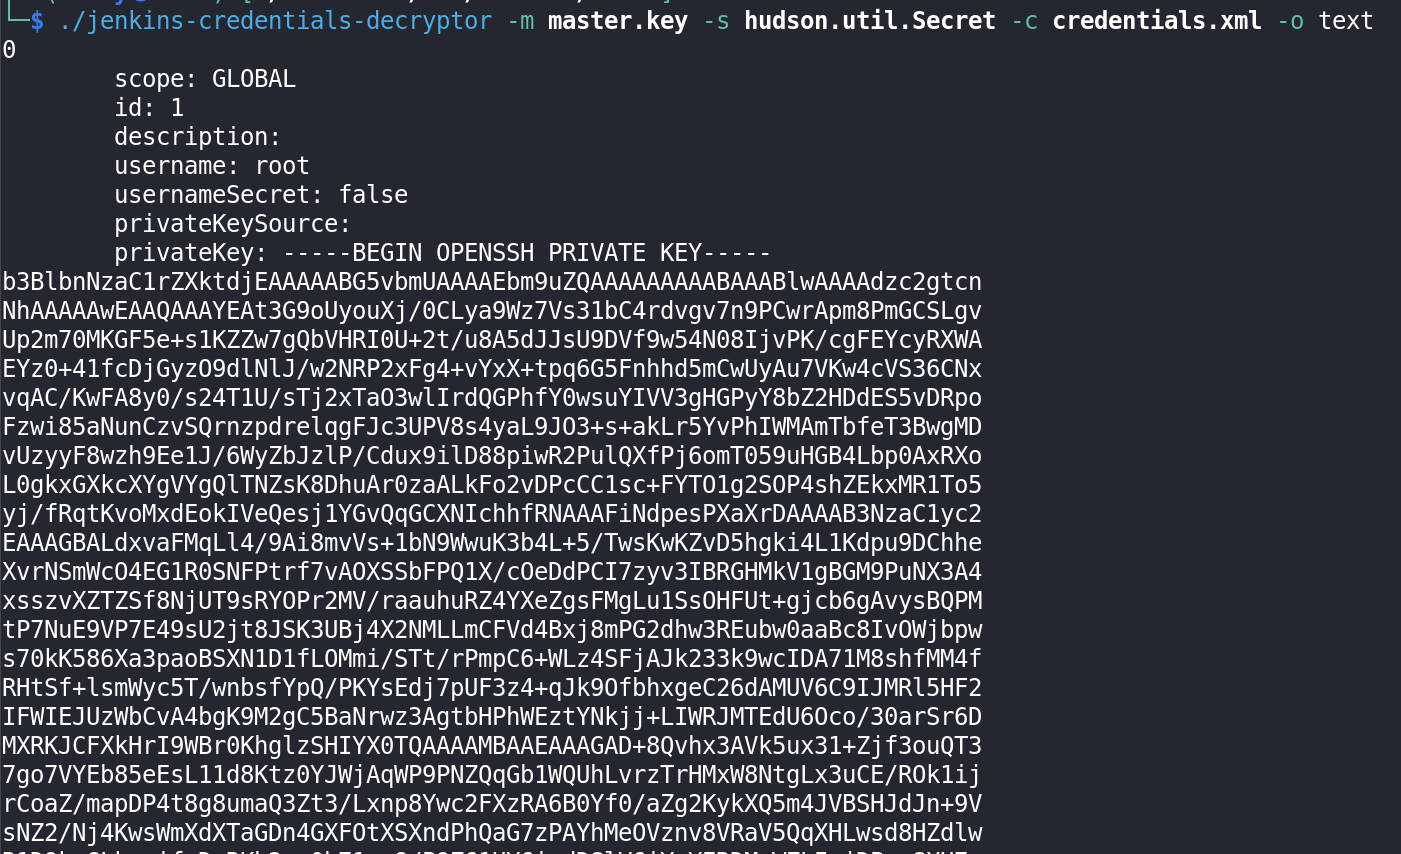 $ ./jenkins-credentials-decryptor -m master.key -s hudson.util.Secret -c credentials.xml -o text
0
scope: GLOBAL
id: 1
description:
username: root
usernameSecret: false
privateKeySource:
privateKey: -----BEGIN OPENSSH PRIVATE KEY-----
b3BlbnNzaC1rZXktdjEAAAAABG5vbmUAAAAEbm9uZQAAAAAAAAABAAABlwAAAAdzc2gtcn
NhAAAAAwEAAQAAAYEAt3G9oUyouXj/0CLya9Wz7Vs31bC4rdvgv7n9PCwrApm8PmGCSLgv
Up2m70MKGF5e+s1KZZw7gQbVHRI0U+2t/u8A5dJJsU9DVf9w54N08IjvPK/cgFEYcyRXWA
EYz0+41fcDjGyzO9dlNlJ/w2NRP2xFg4+vYxX+tpq6G5Fnhhd5mCwUyAu7VKw4cVS36CNx
vqAC/KwFA8y0/s24T1U/sTj2xTaO3wlIrdQGPhfY0wsuYIVV3gHGPyY8bZ2HDdES5vDRpo
Fzwi85aNunCzvSQrnzpdrelqgFJc3UPV8s4yaL9JO3+s+akLr5YvPhIWMAmTbfeT3BwgMD
vUzyyF8wzh9Ee1J/6WyZbJzlP/Cdux9ilD88piwR2PulQXfPj6omT059uHGB4Lbp0AxRXo
L0gkxGXkcXYgVYgQlTNZsK8DhuAr0zaALkFo2vDPcCC1sc+FYTO1g2SOP4shZEkxMR1To5
yj/fRqtKvoMxdEokIVeQesj1YGvQqGCXNIchhfRNAAAFiNdpesPXaXrDAAAAB3NzaC1yc2
EAAAGBALdxvaFMqLl4/9Ai8mvVs+1bN9WwuK3b4L+5/TwsKwKZvD5hgki4L1Kdpu9DChhe
XvrNSmWcO4EG1R0SNFPtrf7vAOXSSbFPQ1X/cOeDdPCI7zyv3IBRGHMkV1gBGM9PuNX3A4
xsszvXZTZSf8NjUT9sRYOPr2MV/raauhuRZ4YXeZgsFMgLu1SsOHFUt+gjcb6gAvysBQPM
tP7NuE9VP7E49sU2jt8JSK3UBj4X2NMLLmCFVd4Bxj8mPG2dhw3REubw0aaBc8IvOWjbpw
s70kK586Xa3paoBSXN1D1fLOMmi/STt/rPmpC6+WLz4SFjAJk233k9wcIDA71M8shfMM4f
RHtSf+lsmWyc5T/wnbsfYpQ/PKYsEdj7pUF3z4+qJk9OfbhxgeC26dAMUV6C9IJMRl5HF2
IFWIEJUzWbCvA4bgK9M2gC5BaNrwz3AgtbHPhWEztYNkjj+LIWRJMTEdU6Oco/30arSr6D
MXRKJCFXkHrI9WBr0KhglzSHIYX0TQAAAAMBAAEAAAGAD+8Qvhx3AVk5ux31+Zjf3ouQT3
7go7VYEb85eEsL11d8Ktz0YJWjAqWP9PNZQqGb1WQUhLvrzTrHMxW8NtgLx3uCE/ROk1ij
rCoaZ/mapDP4t8g8umaQ3Zt3/Lxnp8Ywc2FXzRA6B0Yf0/aZg2KykXQ5m4JVBSHJdJn+9V
sNZ2/Nj4KwsWmXdXTaGDn4GXFOtXSXndPhQaG7zPAYhMeOVznv8VRaV5QqXHLwsd8HZdlw